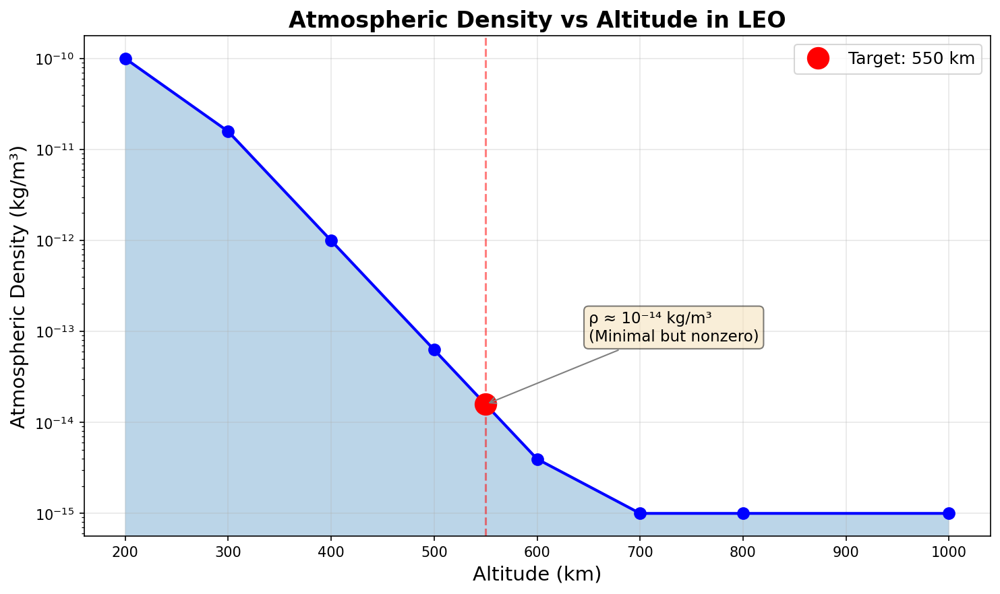 Atmospheric Density vs Altitude in LEO
Target: 550 km
Atmospheric Density (kg/m³)
10⁻¹⁰
10⁻¹¹
10⁻¹²
10⁻¹³
10⁻¹⁴
10⁻¹⁵
ρ ≈ 10⁻¹⁴ kg/m³
(Minimal but nonzero)
200 300 400 500 600 700 800 900 1000
Altitude (km)